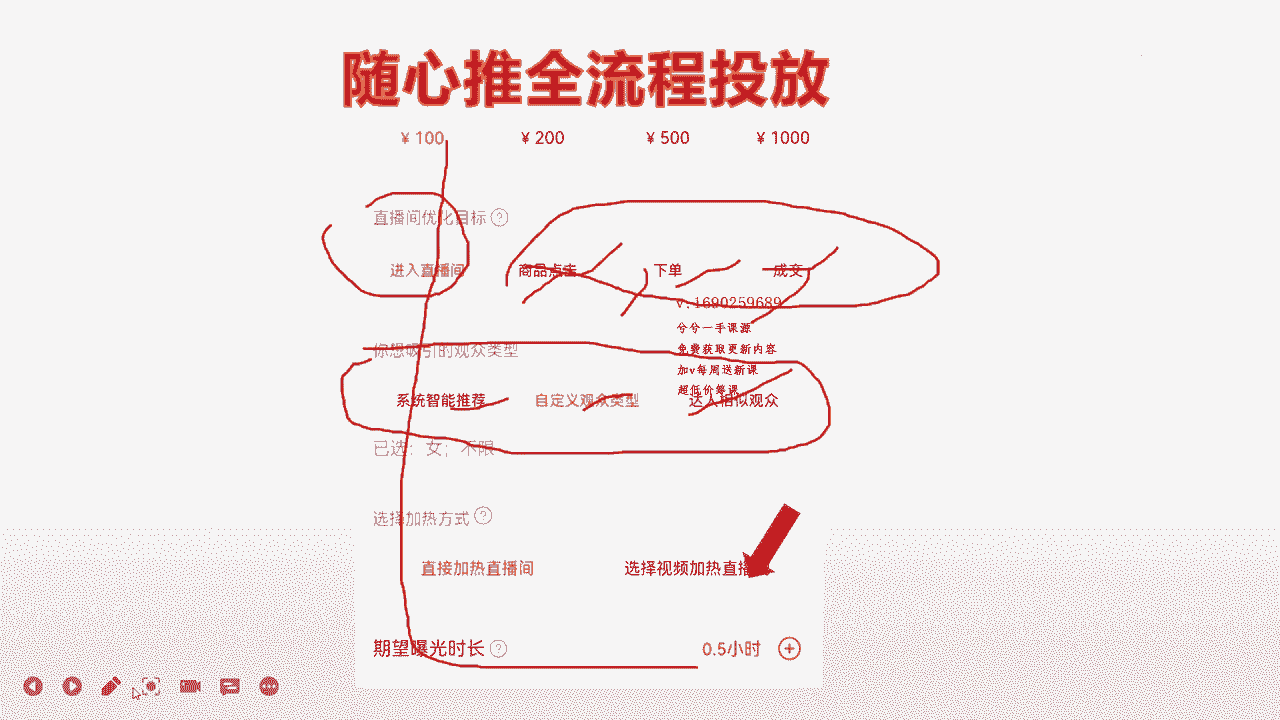 随心推全流程投放
¥ 100 ¥ 200 ¥ 500 ¥ 1000
直播间优化目标 ?
进入直播间 商品点击 下单 成交
v:1690259689
兮兮一手课源
你想吸引的观众类型 免费获取更新内容
加v每周送新课
超低价筹课
系统智能推荐 自定义观众类型 达人相似观众
已选: 女; 不限
选择加热方式 ?
直接加热直播间 选择视频加热直播
期望曝光时长 ? 0.5小时 +